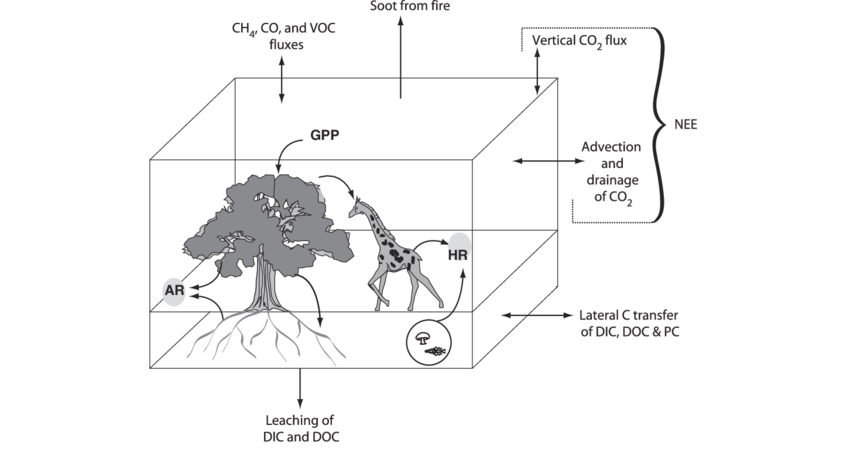 Soot from fire
CH₄, CO, and VOC
fluxes
Vertical CO₂ flux
NEE
GPP
Advection
and
drainage
of CO₂
HR
AR
Lateral C transfer
of DIC, DOC & PC
Leaching of
DIC and DOC